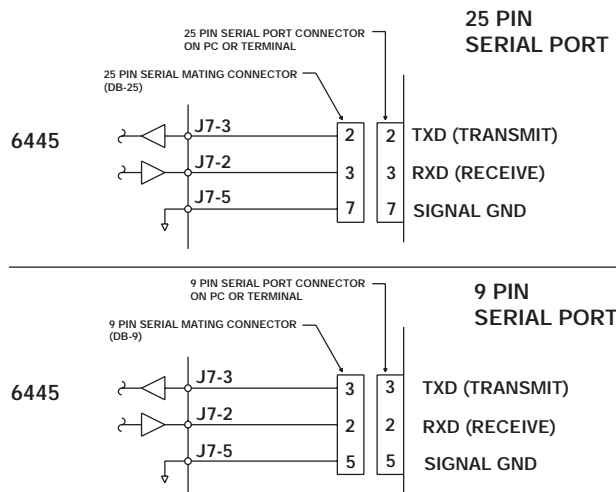 25 PIN
SERIAL PORT
25 PIN SERIAL PORT CONNECTOR
ON PC OR TERMINAL
25 PIN SERIAL MATING CONNECTOR
(DB-25)
6445
J7-3
2
2
TXD (TRANSMIT)
J7-2
3
3
RXD (RECEIVE)
J7-5
7
7
SIGNAL GND
9 PIN
SERIAL PORT
9 PIN SERIAL PORT CONNECTOR
ON PC OR TERMINAL
9 PIN SERIAL MATING CONNECTOR
(DB-9)
6445
J7-3
3
3
TXD (TRANSMIT)
J7-2
2
2
RXD (RECEIVE)
J7-5
5
5
SIGNAL GND